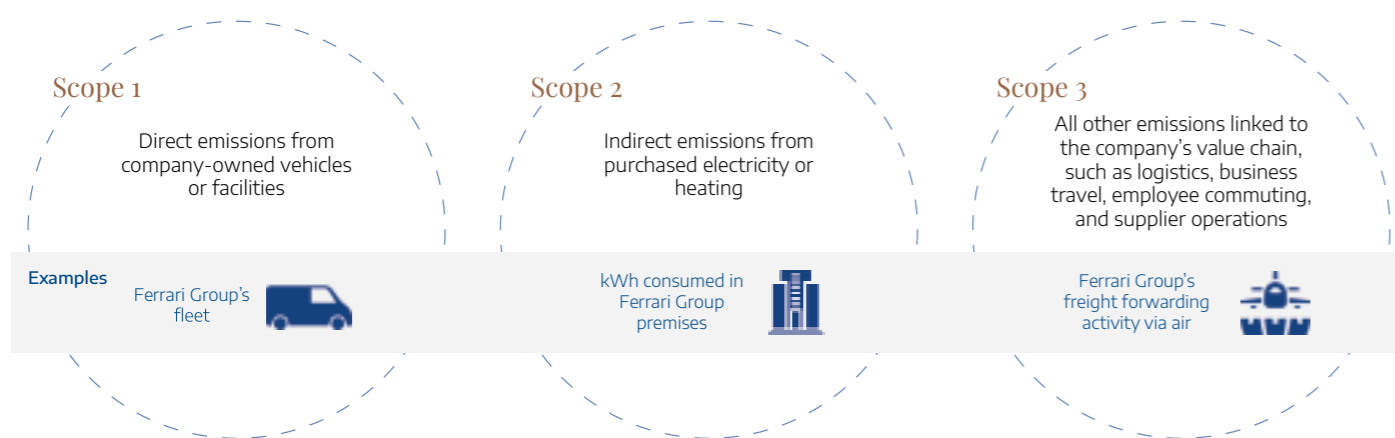 Scope 1
Direct emissions from
company-owned vehicles
or facilities
Scope 2
Indirect emissions from
purchased electricity or
heating
Scope 3
All other emissions linked to
the company's value chain,
such as logistics, business
travel, employee commuting,
and supplier operations
Examples
Ferrari Group's
fleet
kWh consumed in
Ferrari Group
premises
Ferrari Group's
freight forwarding
activity via air